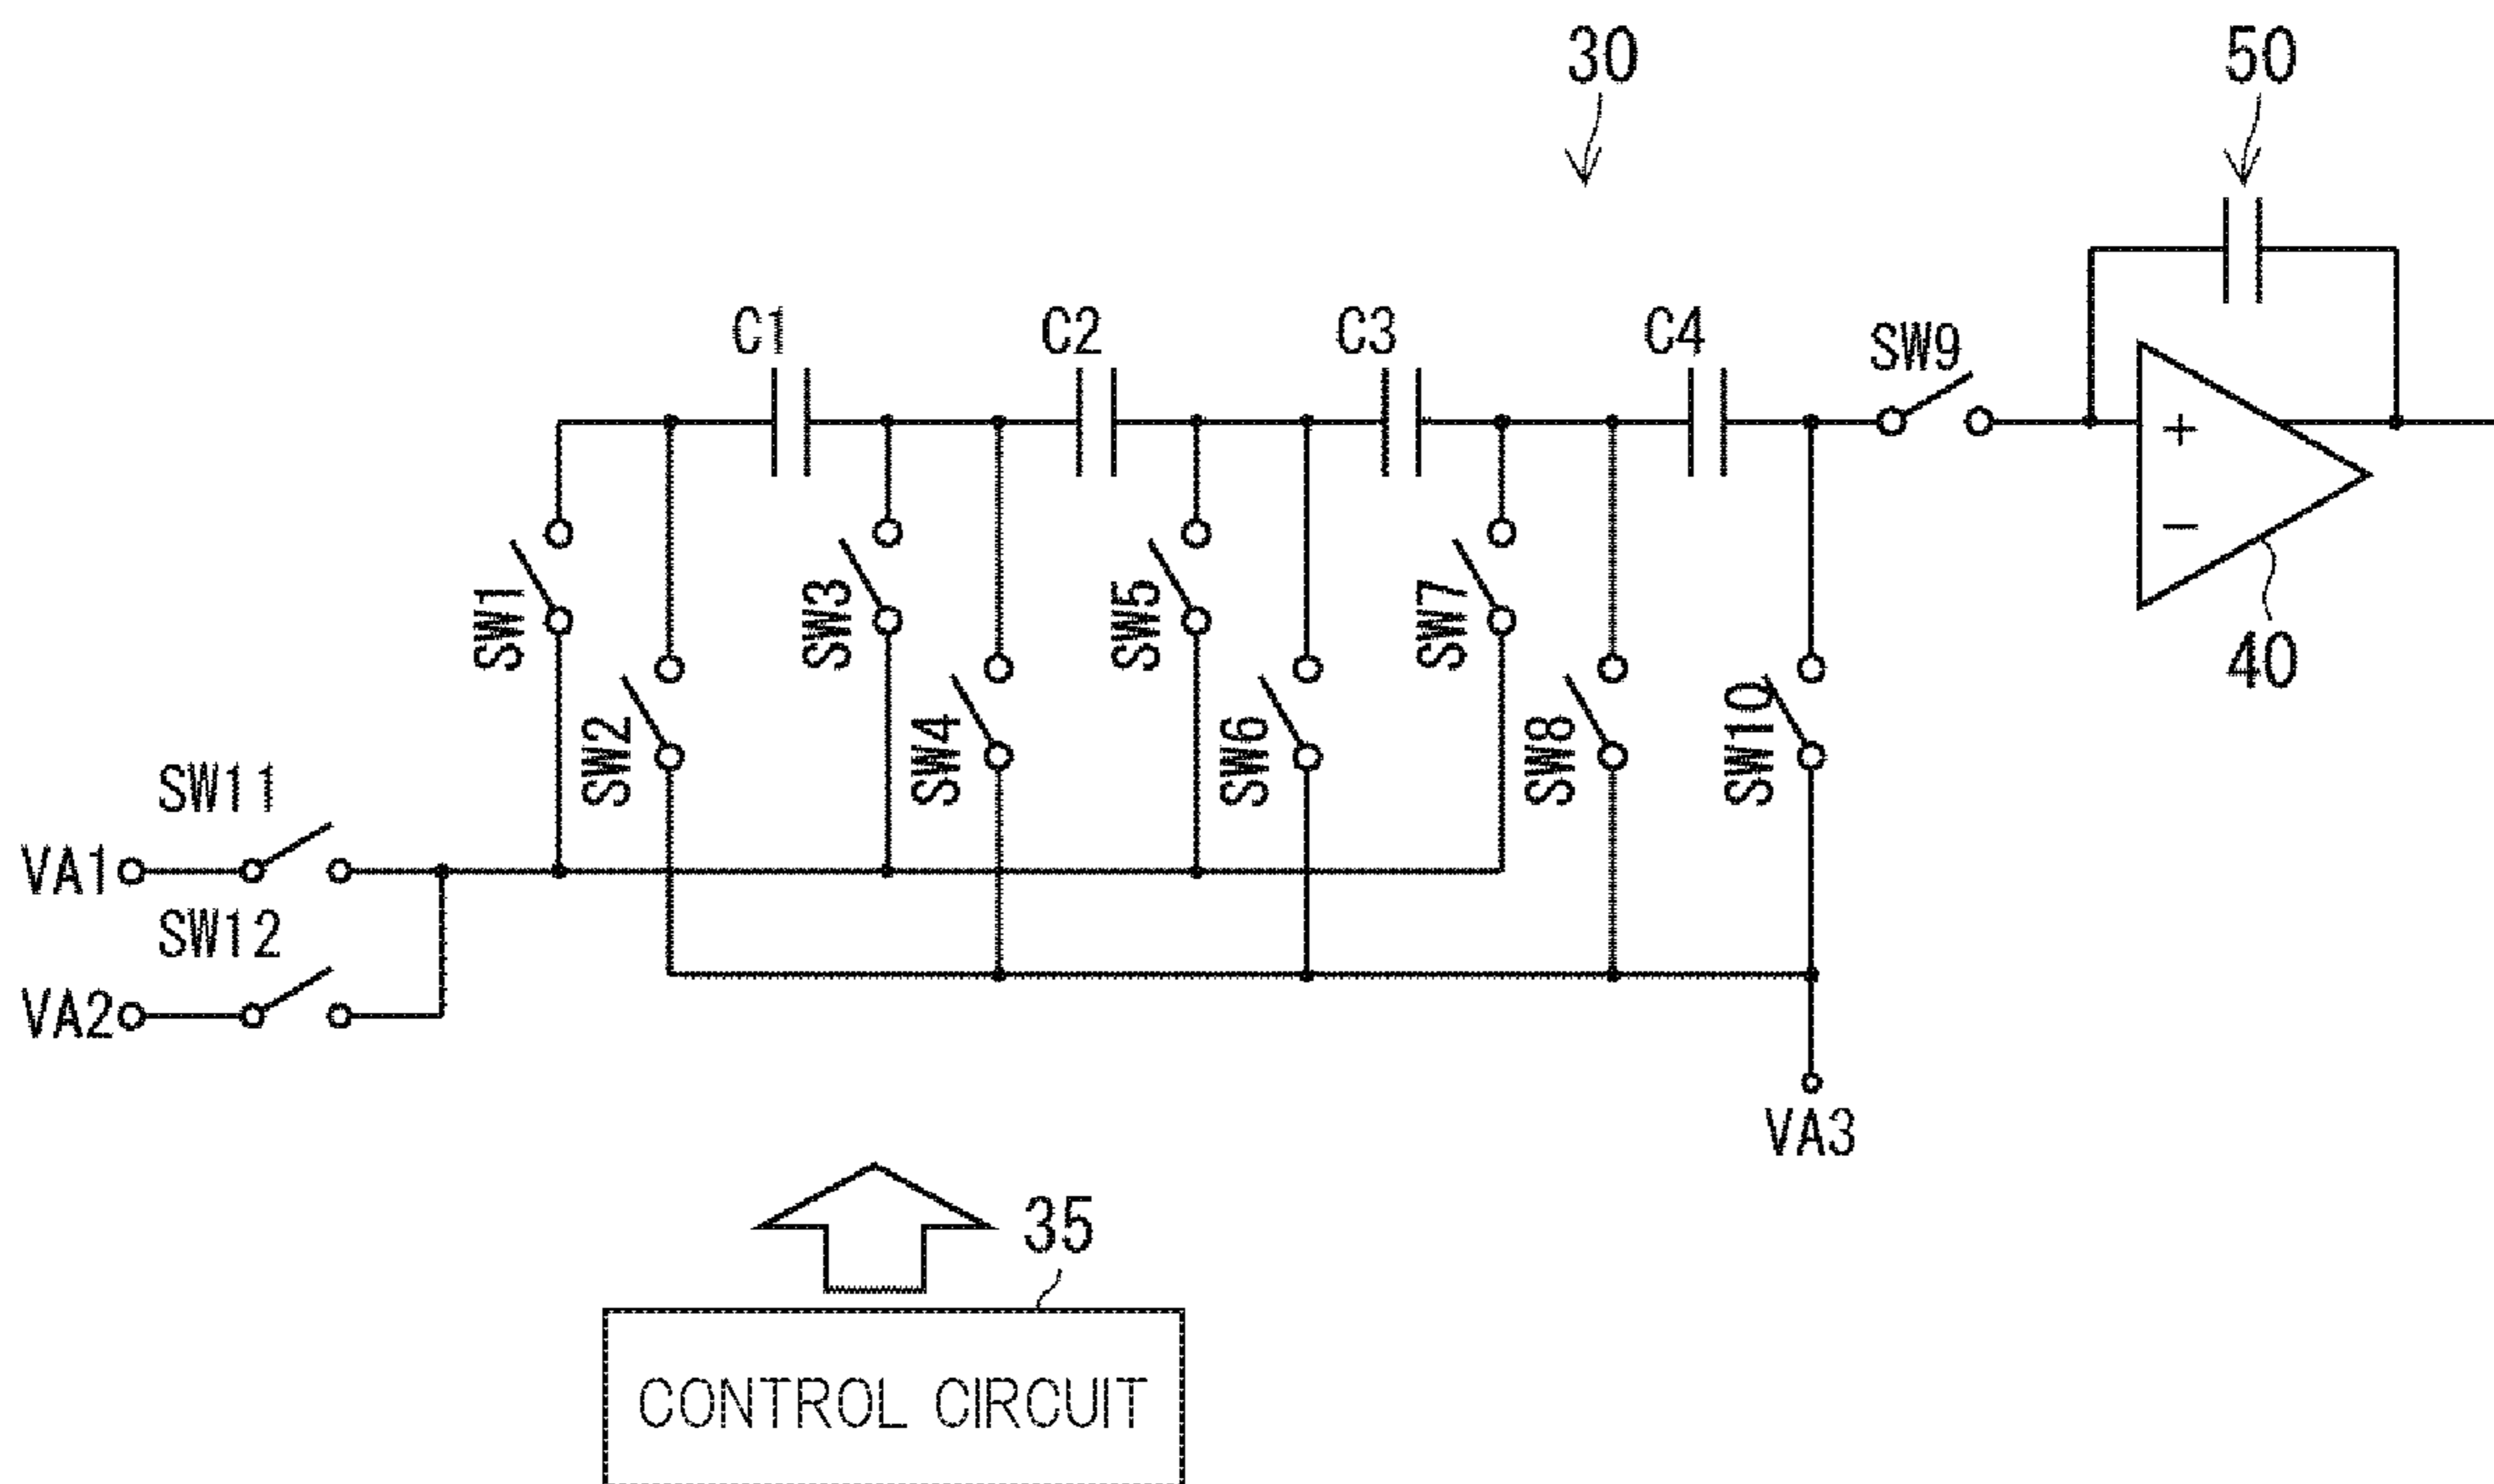 30
50
C1
C2
C3
C4
SW9
+
−
SW1
SW3
SW5
SW7
40
SW2
SW4
SW6
SW8
SW10
SW11
VA1
SW12
VA2
VA3
35
CONTROL CIRCUIT